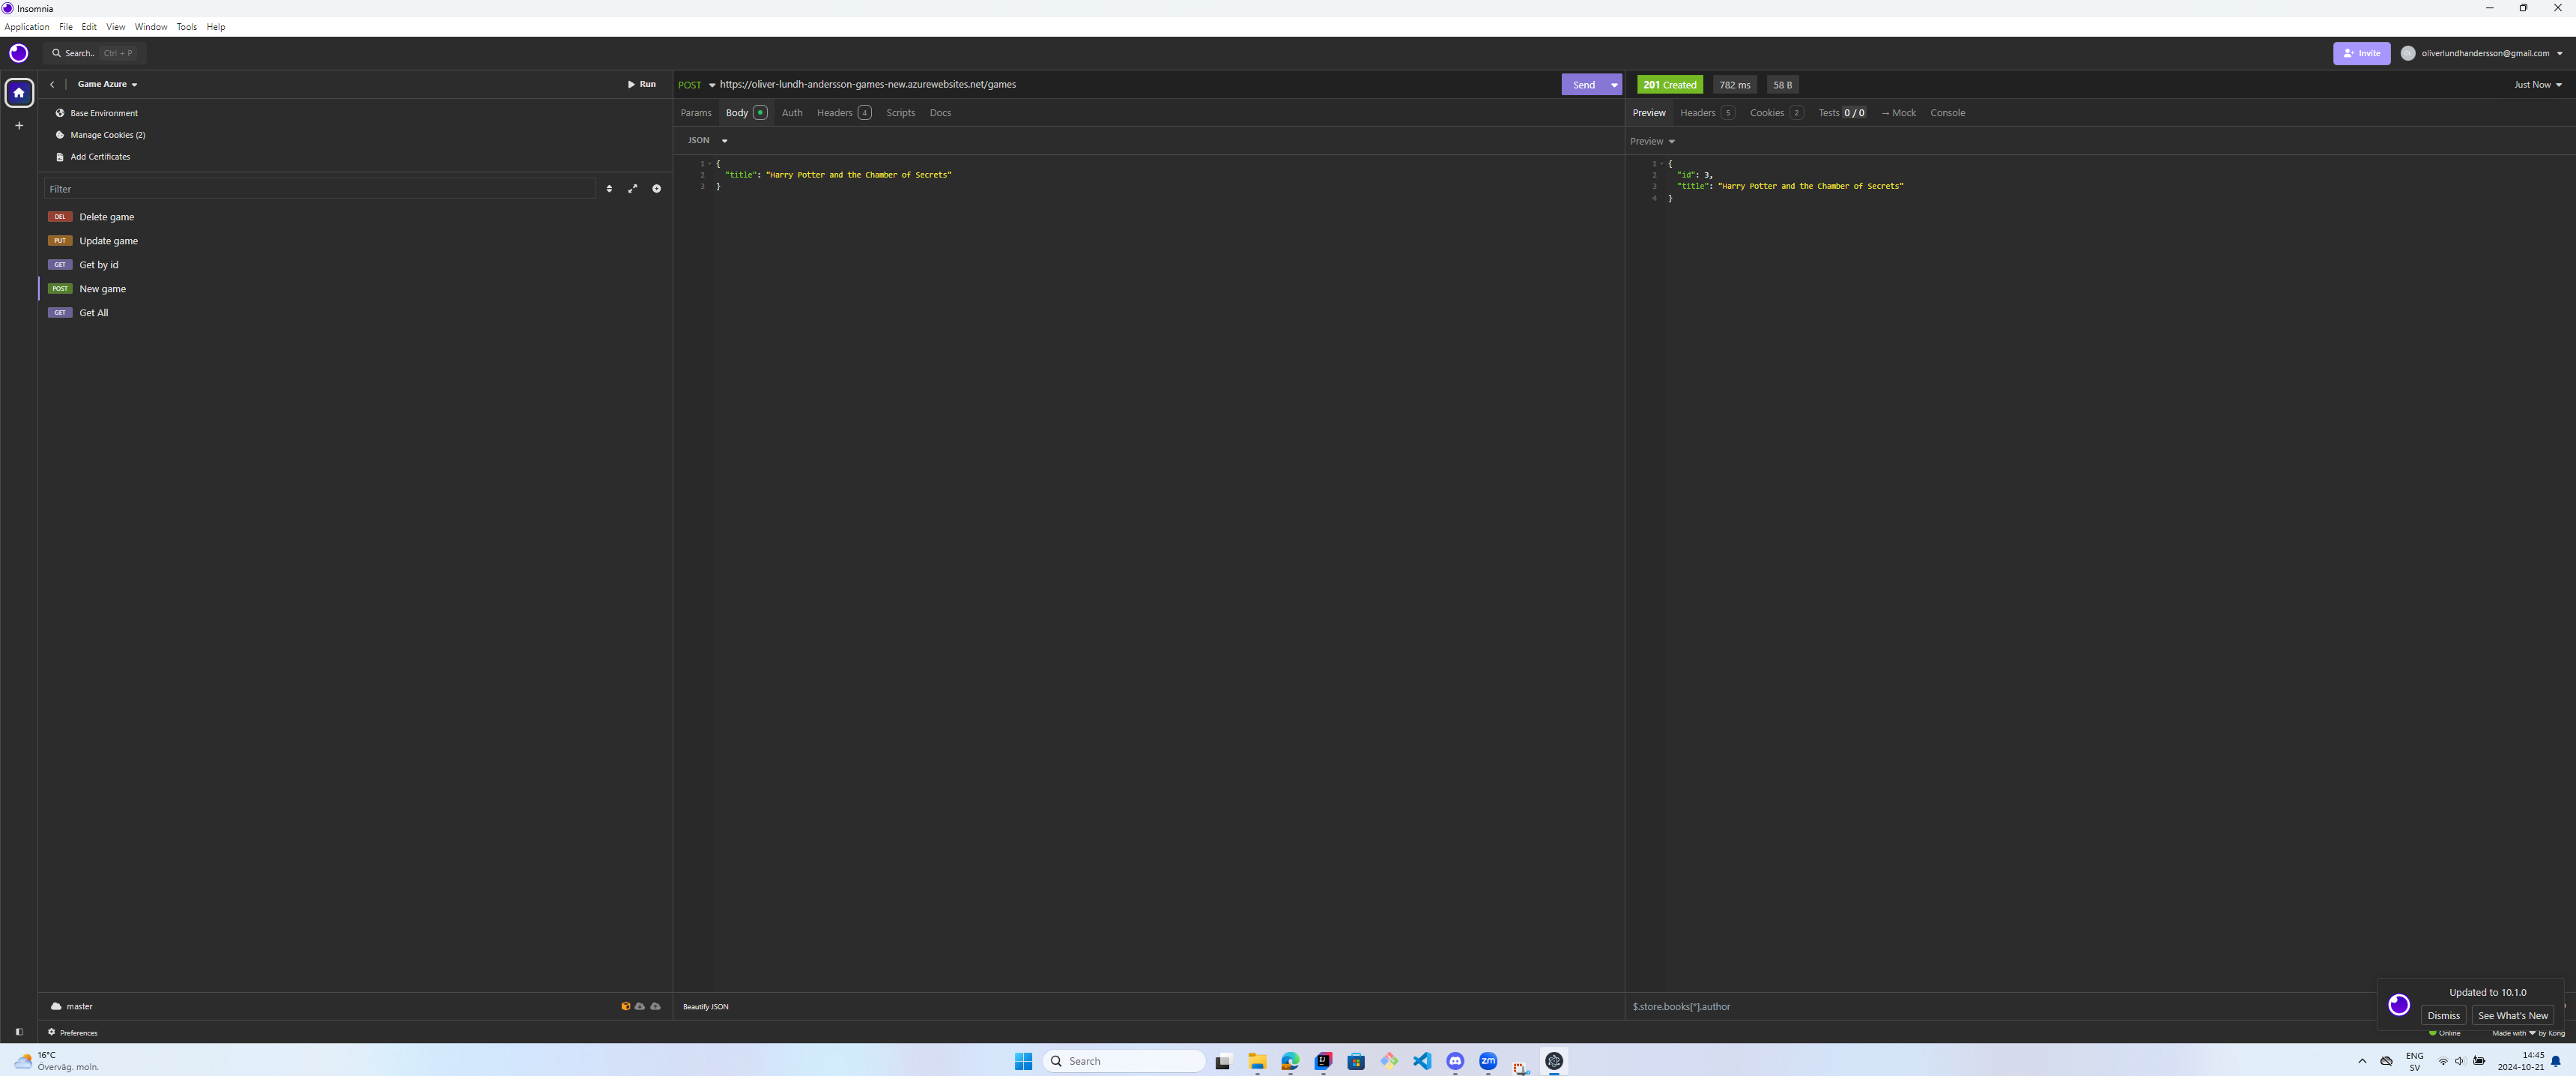 Insomnia
Application File Edit View Window Tools Help
Search.. Ctrl + P
Invite
oliverlundhandersson@gmail.com
Game Azure
Run
POST https://oliver-lundh-andersson-games-new.azurewebsites.net/games
Send
201 Created 782 ms 58 B
Just Now
Base Environment
Manage Cookies (2)
Add Certificates
Params Body Auth Headers 4 Scripts Docs
Preview Headers 5 Cookies 2 Tests 0 / 0 → Mock Console
JSON
Preview
1 {
2 "title": "Harry Potter and the Chamber of Secrets"
3 }
1 {
2 "id": 3,
3 "title": "Harry Potter and the Chamber of Secrets"
4 }
Filter
DEL Delete game
PUT Update game
GET Get by id
POST New game
GET Get All
master
Beautify JSON
$.store.books[*].author
Updated to 10.1.0
Dismiss See What's New
Preferences
Online
Made with ❤ by Kong
16°C
Överväg. moln.
Search
zm
ENG
SV
14:45
2024-10-21